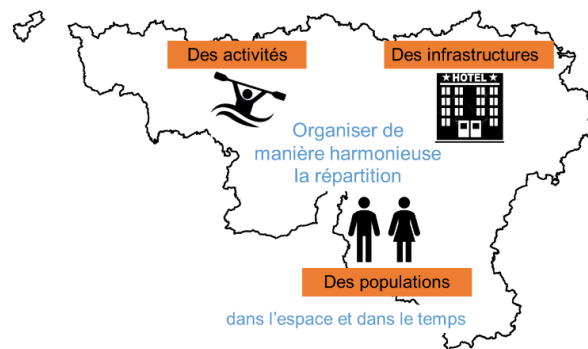 Des activités
Des infrastructures
★ HOTEL ★
Organiser de
manière harmonieuse
la répartition
Des populations
dans l'espace et dans le temps